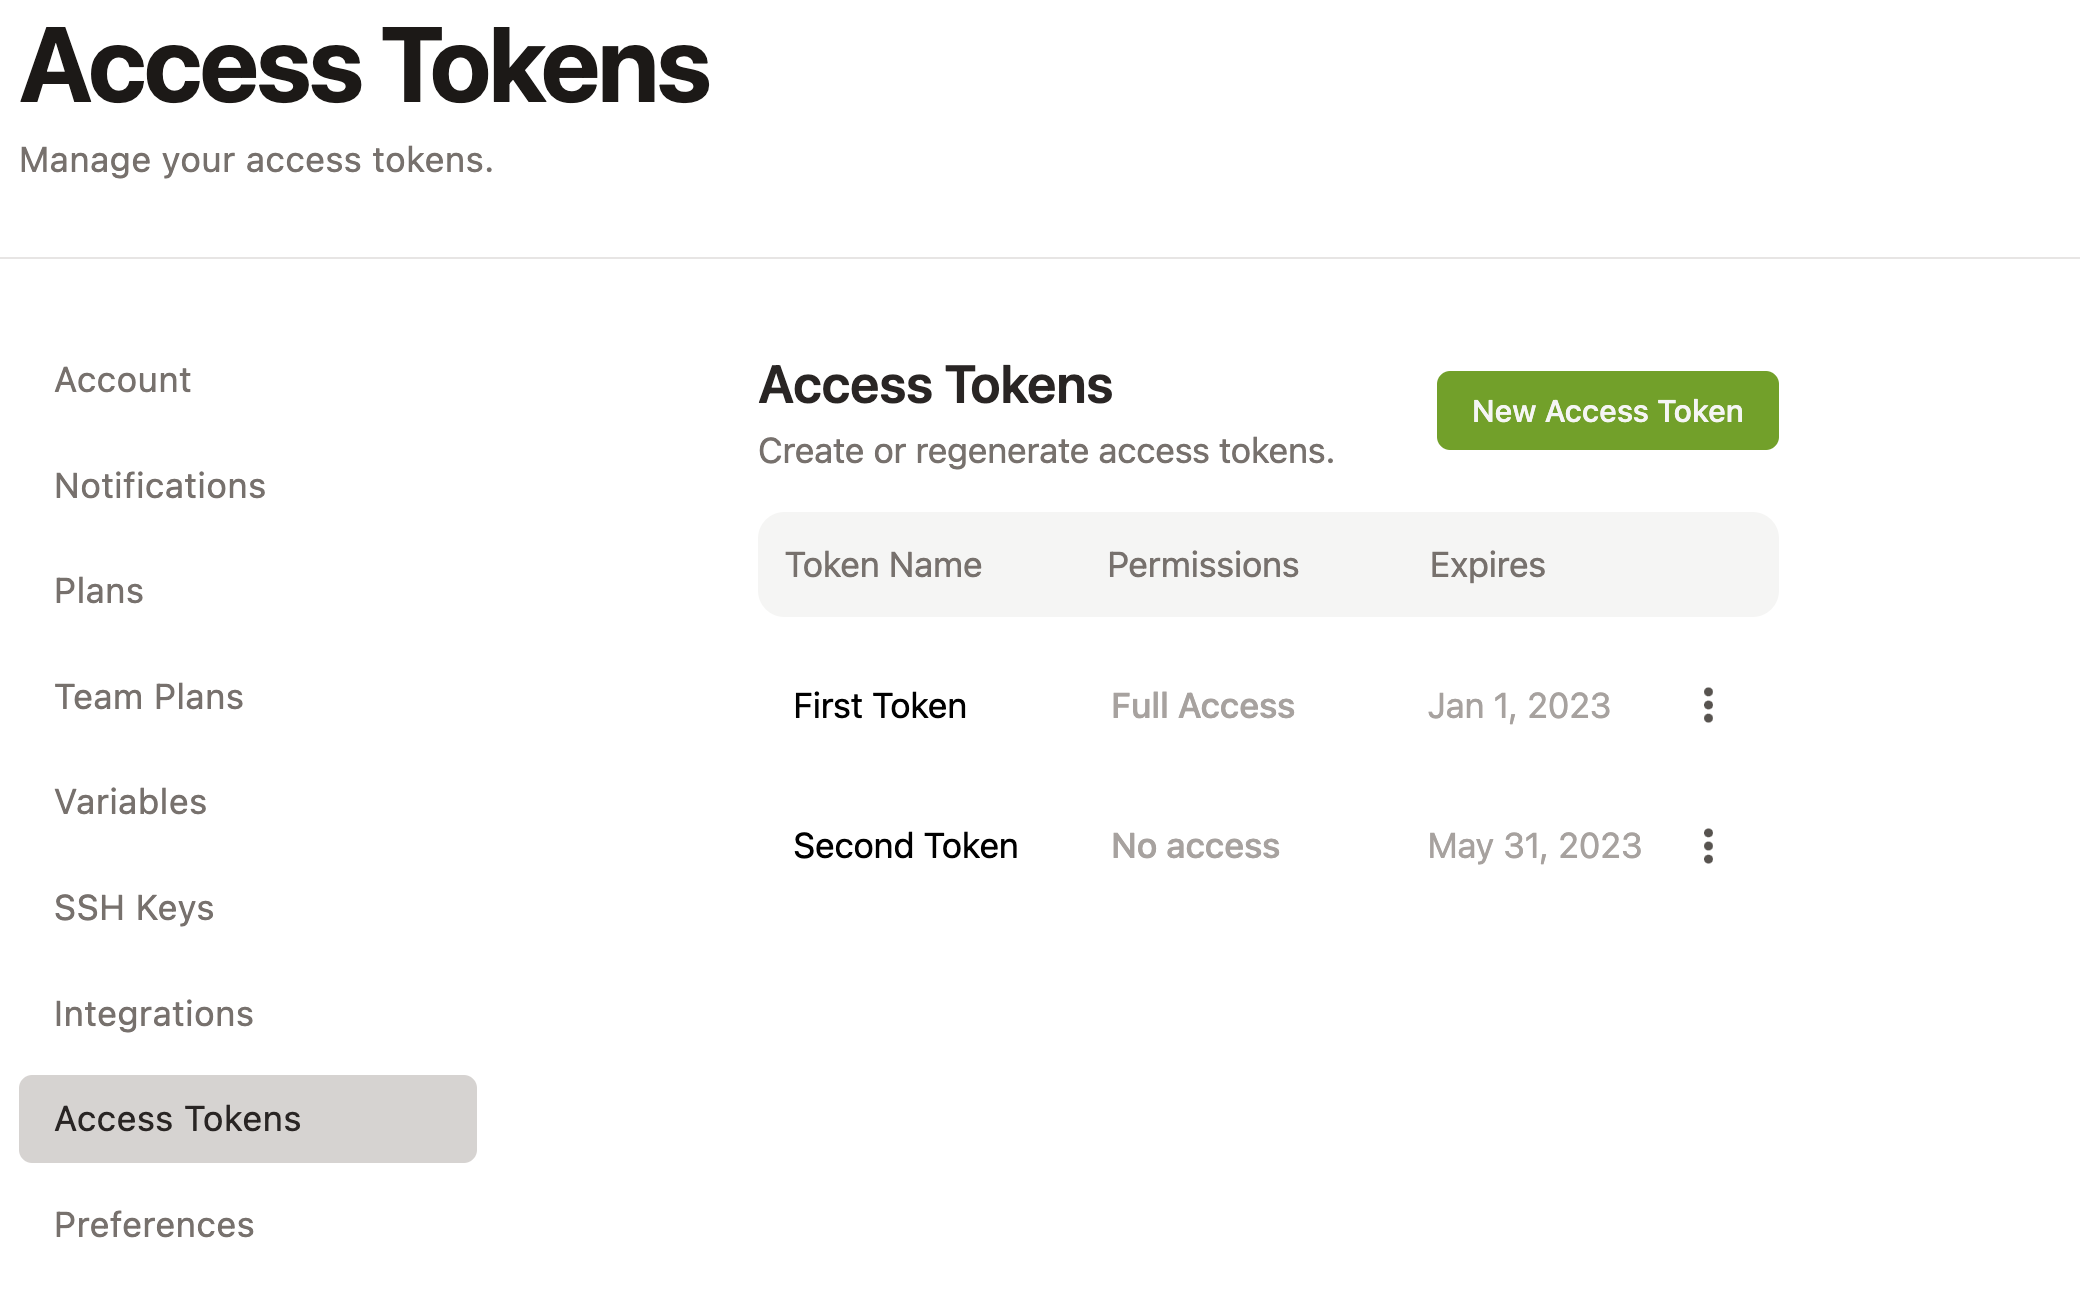 Access Tokens
Manage your access tokens.
Account
Notifications
Plans
Team Plans
Variables
SSH Keys
Integrations
Access Tokens
Preferences
Access Tokens
Create or regenerate access tokens.
New Access Token
Token Name Permissions Expires
First Token Full Access Jan 1, 2023
Second Token No access May 31, 2023